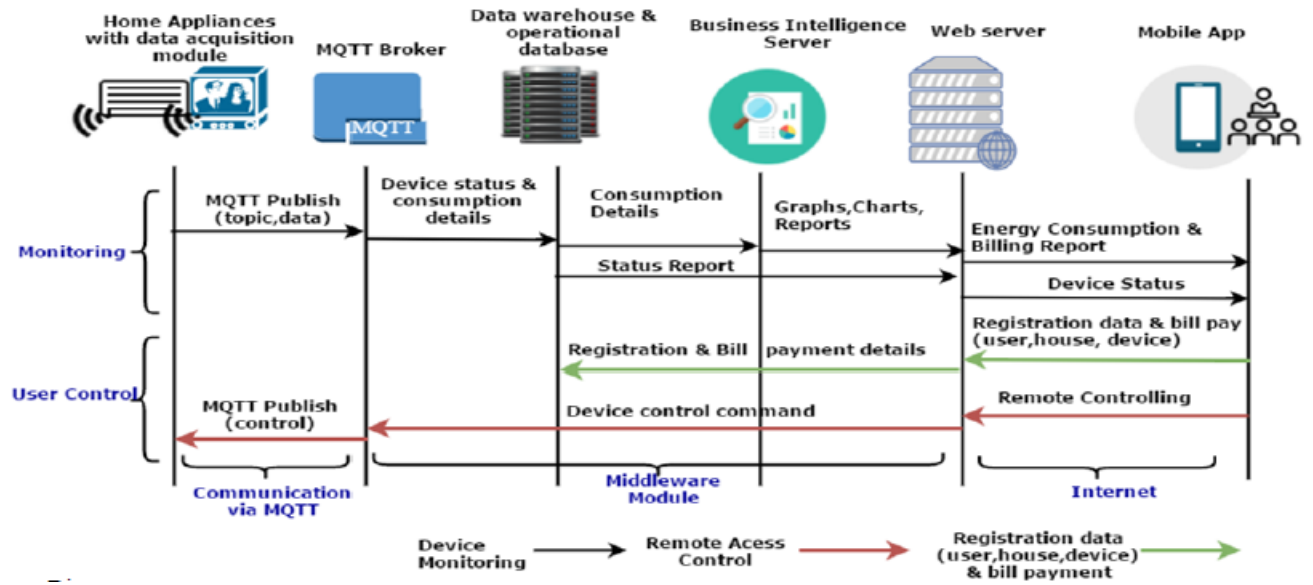 Home Appliances
with data acquisition
module
MQTT Broker
Data warehouse &
operational
database
Business Intelligence
Server
Web server
Mobile App
MQTT
MQTT Publish
(topic,data)
Device status &
consumption
details
Consumption
Details
Graphs,Charts,
Reports
Energy Consumption &
Billing Report
Monitoring
Status Report
Device Status
Registration data & bill pay
(user,house, device)
Registration & Bill payment details
User Control
MQTT Publish
(control)
Device control command
Remote Controlling
Communication
via MQTT
Middleware
Module
Internet
Device
Monitoring
Remote Acess
Control
Registration data
(user,house,device)
& bill payment